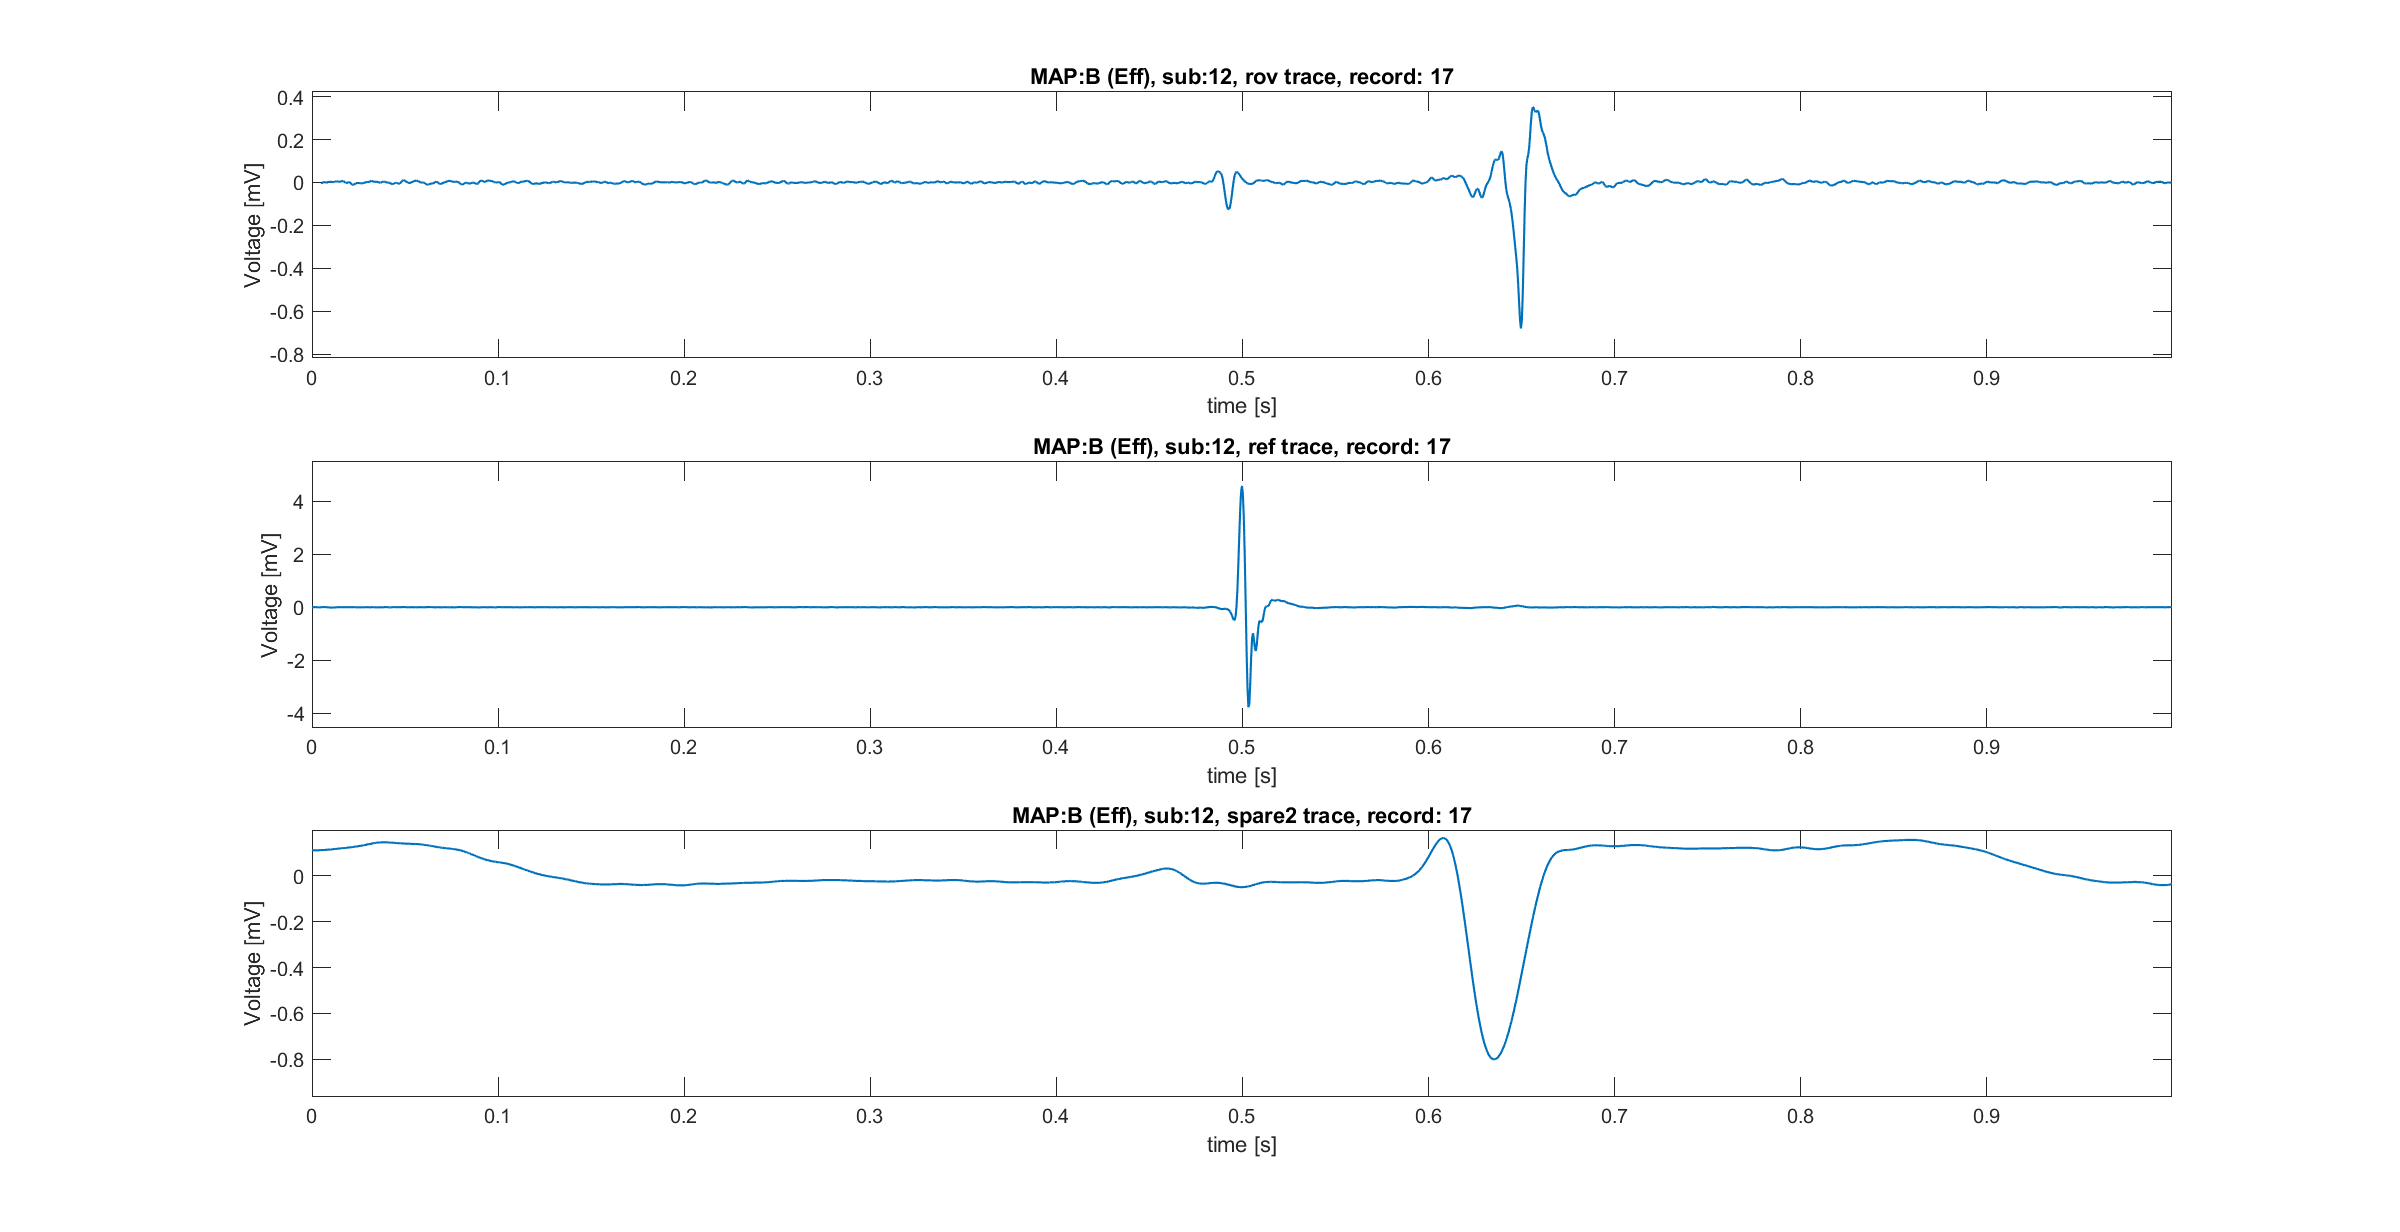 MAP:B (Eff), sub:12, rov trace, record: 17
0.4
0.2
0
-0.2
-0.4
-0.6
-0.8
Voltage [mV]
0 0.1 0.2 0.3 0.4 0.5 0.6 0.7 0.8 0.9
time [s]
MAP:B (Eff), sub:12, ref trace, record: 17
4
2
0
-2
-4
Voltage [mV]
0 0.1 0.2 0.3 0.4 0.5 0.6 0.7 0.8 0.9
time [s]
MAP:B (Eff), sub:12, spare2 trace, record: 17
0
-0.2
-0.4
-0.6
-0.8
Voltage [mV]
0 0.1 0.2 0.3 0.4 0.5 0.6 0.7 0.8 0.9
time [s]